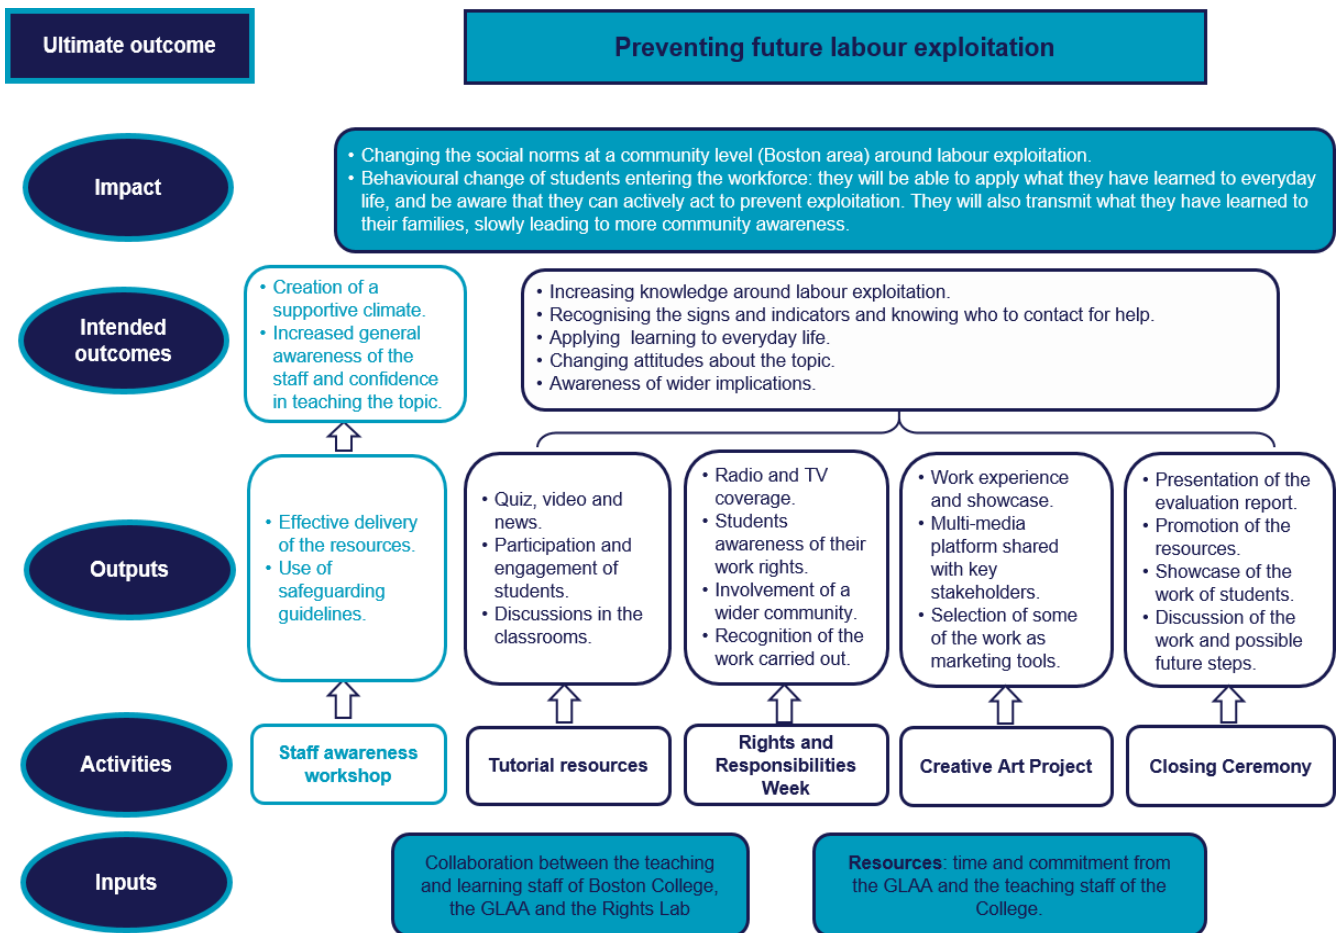 Ultimate outcome
Preventing future labour exploitation
Impact
• Changing the social norms at a community level (Boston area) around labour exploitation.
• Behavioural change of students entering the workforce: they will be able to apply what they have learned to everyday
life, and be aware that they can actively act to prevent exploitation. They will also transmit what they have learned to
their families, slowly leading to more community awareness.
Intended
outcomes
• Creation of a
supportive climate.
• Increased general
awareness of the
staff and confidence
in teaching the topic.
• Increasing knowledge around labour exploitation.
• Recognising the signs and indicators and knowing who to contact for help.
• Applying learning to everyday life.
• Changing attitudes about the topic.
• Awareness of wider implications.
Outputs
• Effective delivery
of the resources.
• Use of
safeguarding
guidelines.
• Quiz, video and
news.
• Participation and
engagement of
students.
• Discussions in the
classrooms.
• Radio and TV
coverage.
• Students
awareness of their
work rights.
• Involvement of a
wider community.
• Recognition of the
work carried out.
• Work experience
and showcase.
• Multi-media
platform shared
with key
stakeholders.
• Selection of some
of the work as
marketing tools.
• Presentation of the
evaluation report.
• Promotion of the
resources.
• Showcase of the
work of students.
• Discussion of the
work and possible
future steps.
Activities
Staff awareness
workshop
Tutorial resources
Rights and
Responsibilities
Week
Creative Art Project
Closing Ceremony
Inputs
Collaboration between the teaching
and learning staff of Boston College,
the GLAA and the Rights Lab
Resources: time and commitment from
the GLAA and the teaching staff of the
College.